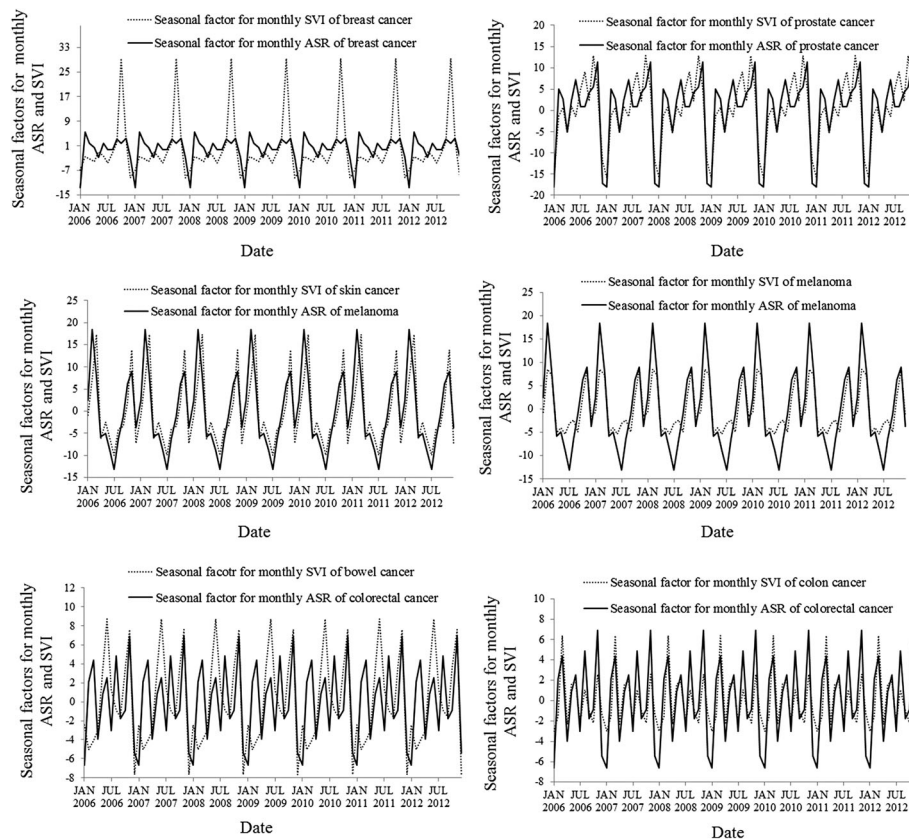 Seasonal factor for monthly SVI of breast cancer
Seasonal factor for monthly ASR of breast cancer
Seasonal factors for monthly
ASR and SVI
39
29
19
9
1
-5
-15
JAN JUL JAN JUL JAN JUL JAN JUL JAN JUL JAN JUL JAN JUL
2006 2006 2007 2007 2008 2008 2009 2009 2010 2010 2011 2011 2012 2012
Date
Seasonal factor for monthly SVI of prostate cancer
Seasonal factor for monthly ASR of prostate cancer
Seasonal factors for monthly
ASR and SVI
20
15
10
5
0
-5
-10
-15
-20
JAN JUL JAN JUL JAN JUL JAN JUL JAN JUL JAN JUL JAN JUL
2006 2006 2007 2007 2008 2008 2009 2009 2010 2010 2011 2011 2012 2012
Date
Seasonal factor for monthly SVI of skin cancer
Seasonal factor for monthly ASR of melanoma
Seasonal factors for monthly
ASR and SVI
25
20
15
10
5
0
-5
-10
-15
JAN JUL JAN JUL JAN JUL JAN JUL JAN JUL JAN JUL JAN JUL
2006 2006 2007 2007 2008 2008 2009 2009 2010 2010 2011 2011 2012 2012
Date
Seasonal factor for monthly SVI of melanoma
Seasonal factor for monthly ASR of melanoma
Seasonal factors for monthly
ASR and SVI
25
20
15
10
5
0
-5
-10
-15
JAN JUL JAN JUL JAN JUL JAN JUL JAN JUL JAN JUL JAN JUL
2006 2006 2007 2007 2008 2008 2009 2009 2010 2010 2011 2011 2012 2012
Date
Seasonal facotr for monthly SVI of bowel cancer
Seasonal factor for monthly ASR of colorectal cancer
Seasonal factors for monthly
ASR and SVI
12
10
8
6
4
2
0
-2
-4
-6
-8
JAN JUL JAN JUL JAN JUL JAN JUL JAN JUL JAN JUL JAN JUL
2006 2006 2007 2007 2008 2008 2009 2009 2010 2010 2011 2011 2012 2012
Date
Seasonal factor for monthly SVI of colon cancer
Seasonal factor for monthly ASR of colorectal cancer
Seasonal factors for monthly
ASR and SVI
10
8
6
4
2
0
-2
-4
-6
-8
JAN JUL JAN JUL JAN JUL JAN JUL JAN JUL JAN JUL JAN JUL
2006 2006 2007 2007 2008 2008 2009 2009 2010 2010 2011 2011 2012 2012
Date